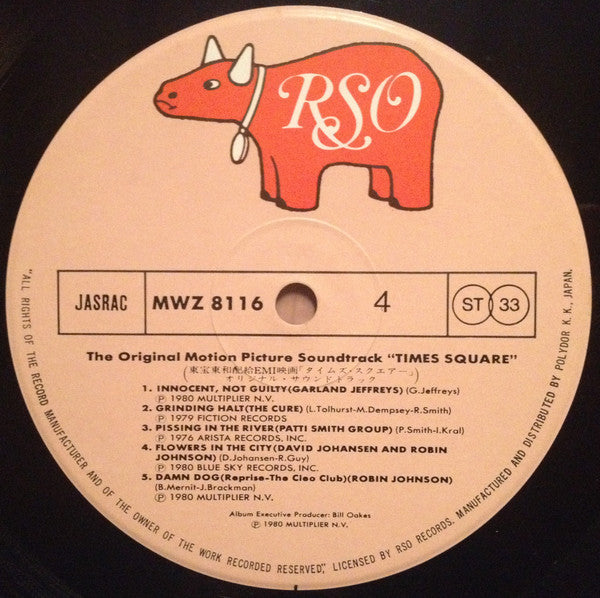 RSO
JASRAC
MWZ 8116
4
ST 33
The Original Motion Picture Soundtrack "TIMES SQUARE"
(東宝東和配給EMI映画「タイムズ・スクエアー」
オリジナル・サウンドトラック)
1. INNOCENT, NOT GUILTY(GARLAND JEFFREYS) (G.Jeffreys)
Ⓟ 1980 MULTIPLIER N.V.
2. GRINDING HALT(THE CURE) (L.Tolhurst-M.Dempsey-R.Smith)
Ⓟ 1979 FICTION RECORDS
3. PISSING IN THE RIVER(PATTI SMITH GROUP) (P.Smith-I.Kral)
Ⓟ 1976 ARISTA RECORDS, INC.
4. FLOWERS IN THE CITY(DAVID JOHANSEN AND ROBIN
JOHNSON) (D.Johansen-R.Guy)
Ⓟ 1980 BLUE SKY RECORDS, INC.
5. DAMN DOG(Reprise-The Cleo Club)(ROBIN JOHNSON)
(B.Mernit-J.Brackman)
Ⓟ 1980 MULTIPLIER N.V.
Album Executive Producer: Bill Oakes
Ⓟ 1980 MULTIPLIER N.V.
"ALL RIGHTS OF THE RECORD MANUFACTURER AND OF THE OWNER OF THE WORK RECORDED RESERVED," LICENSED BY RSO RECORDS. MANUFACTURED AND DISTRIBUTED BY POLYDOR K. K., JAPAN.